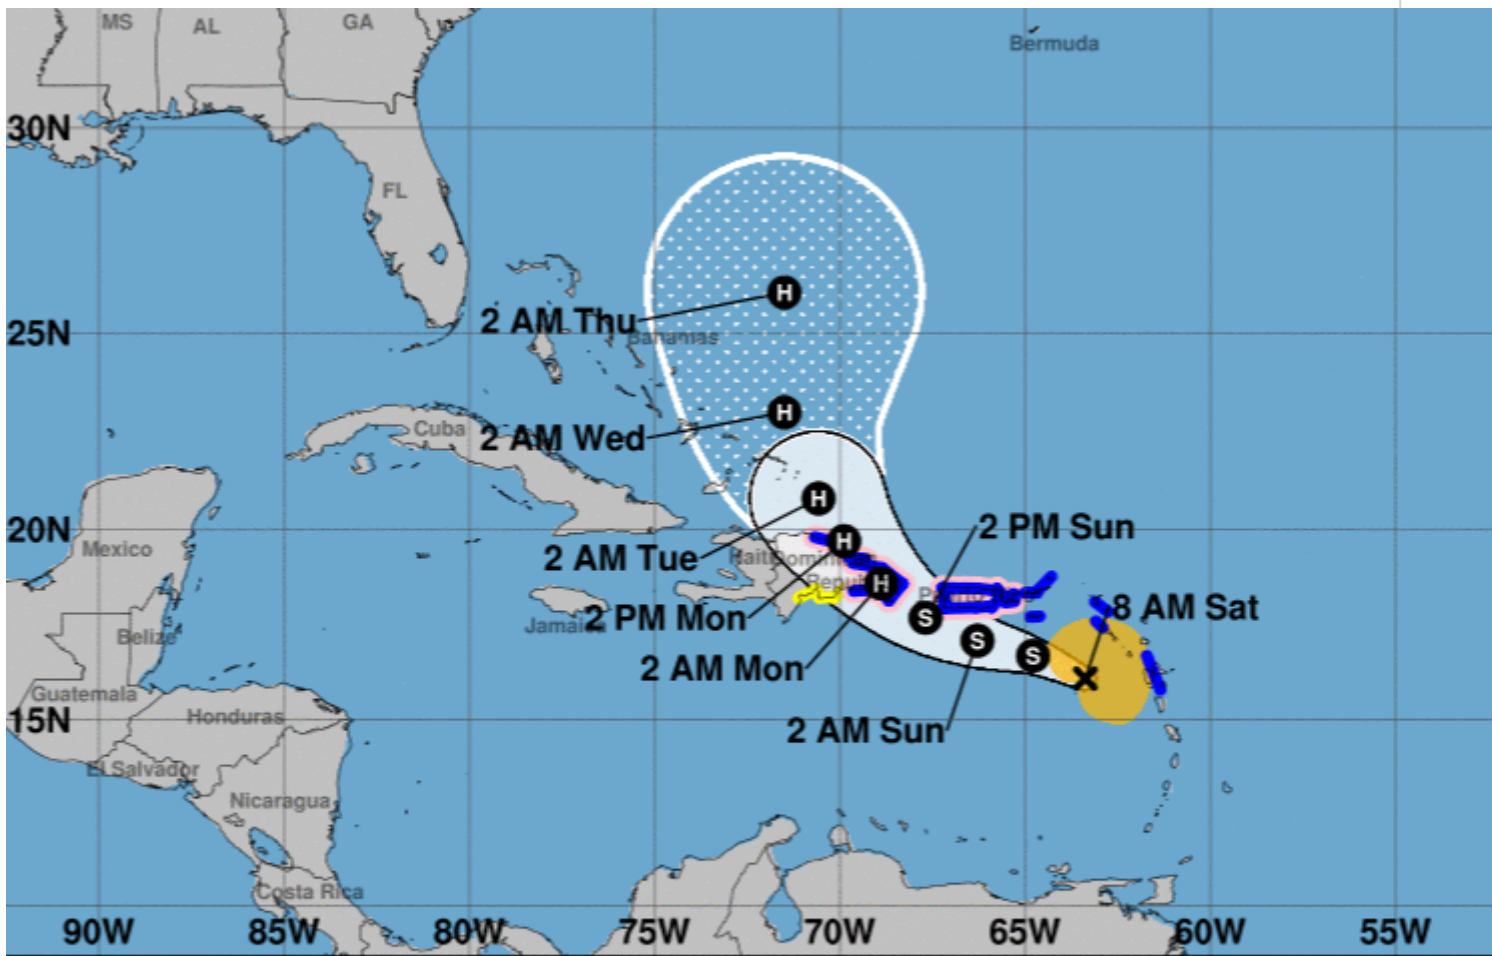 MS
AL
GA
Bermuda
30N
FL
H
2 AM Thu
25N
Bahamas
H
Cuba
2 AM Wed
H
20N
2 PM Sun
H
Mexico
2 AM Tue
Haiti
H
S
8 AM Sat
2 PM Mon
Jamaica
Belize
S
S
2 AM Mon
Guatemala
Honduras
15N
2 AM Sun
El Salvador
Nicaragua
Costa Rica
90W
85W
80W
75W
70W
65W
60W
55W